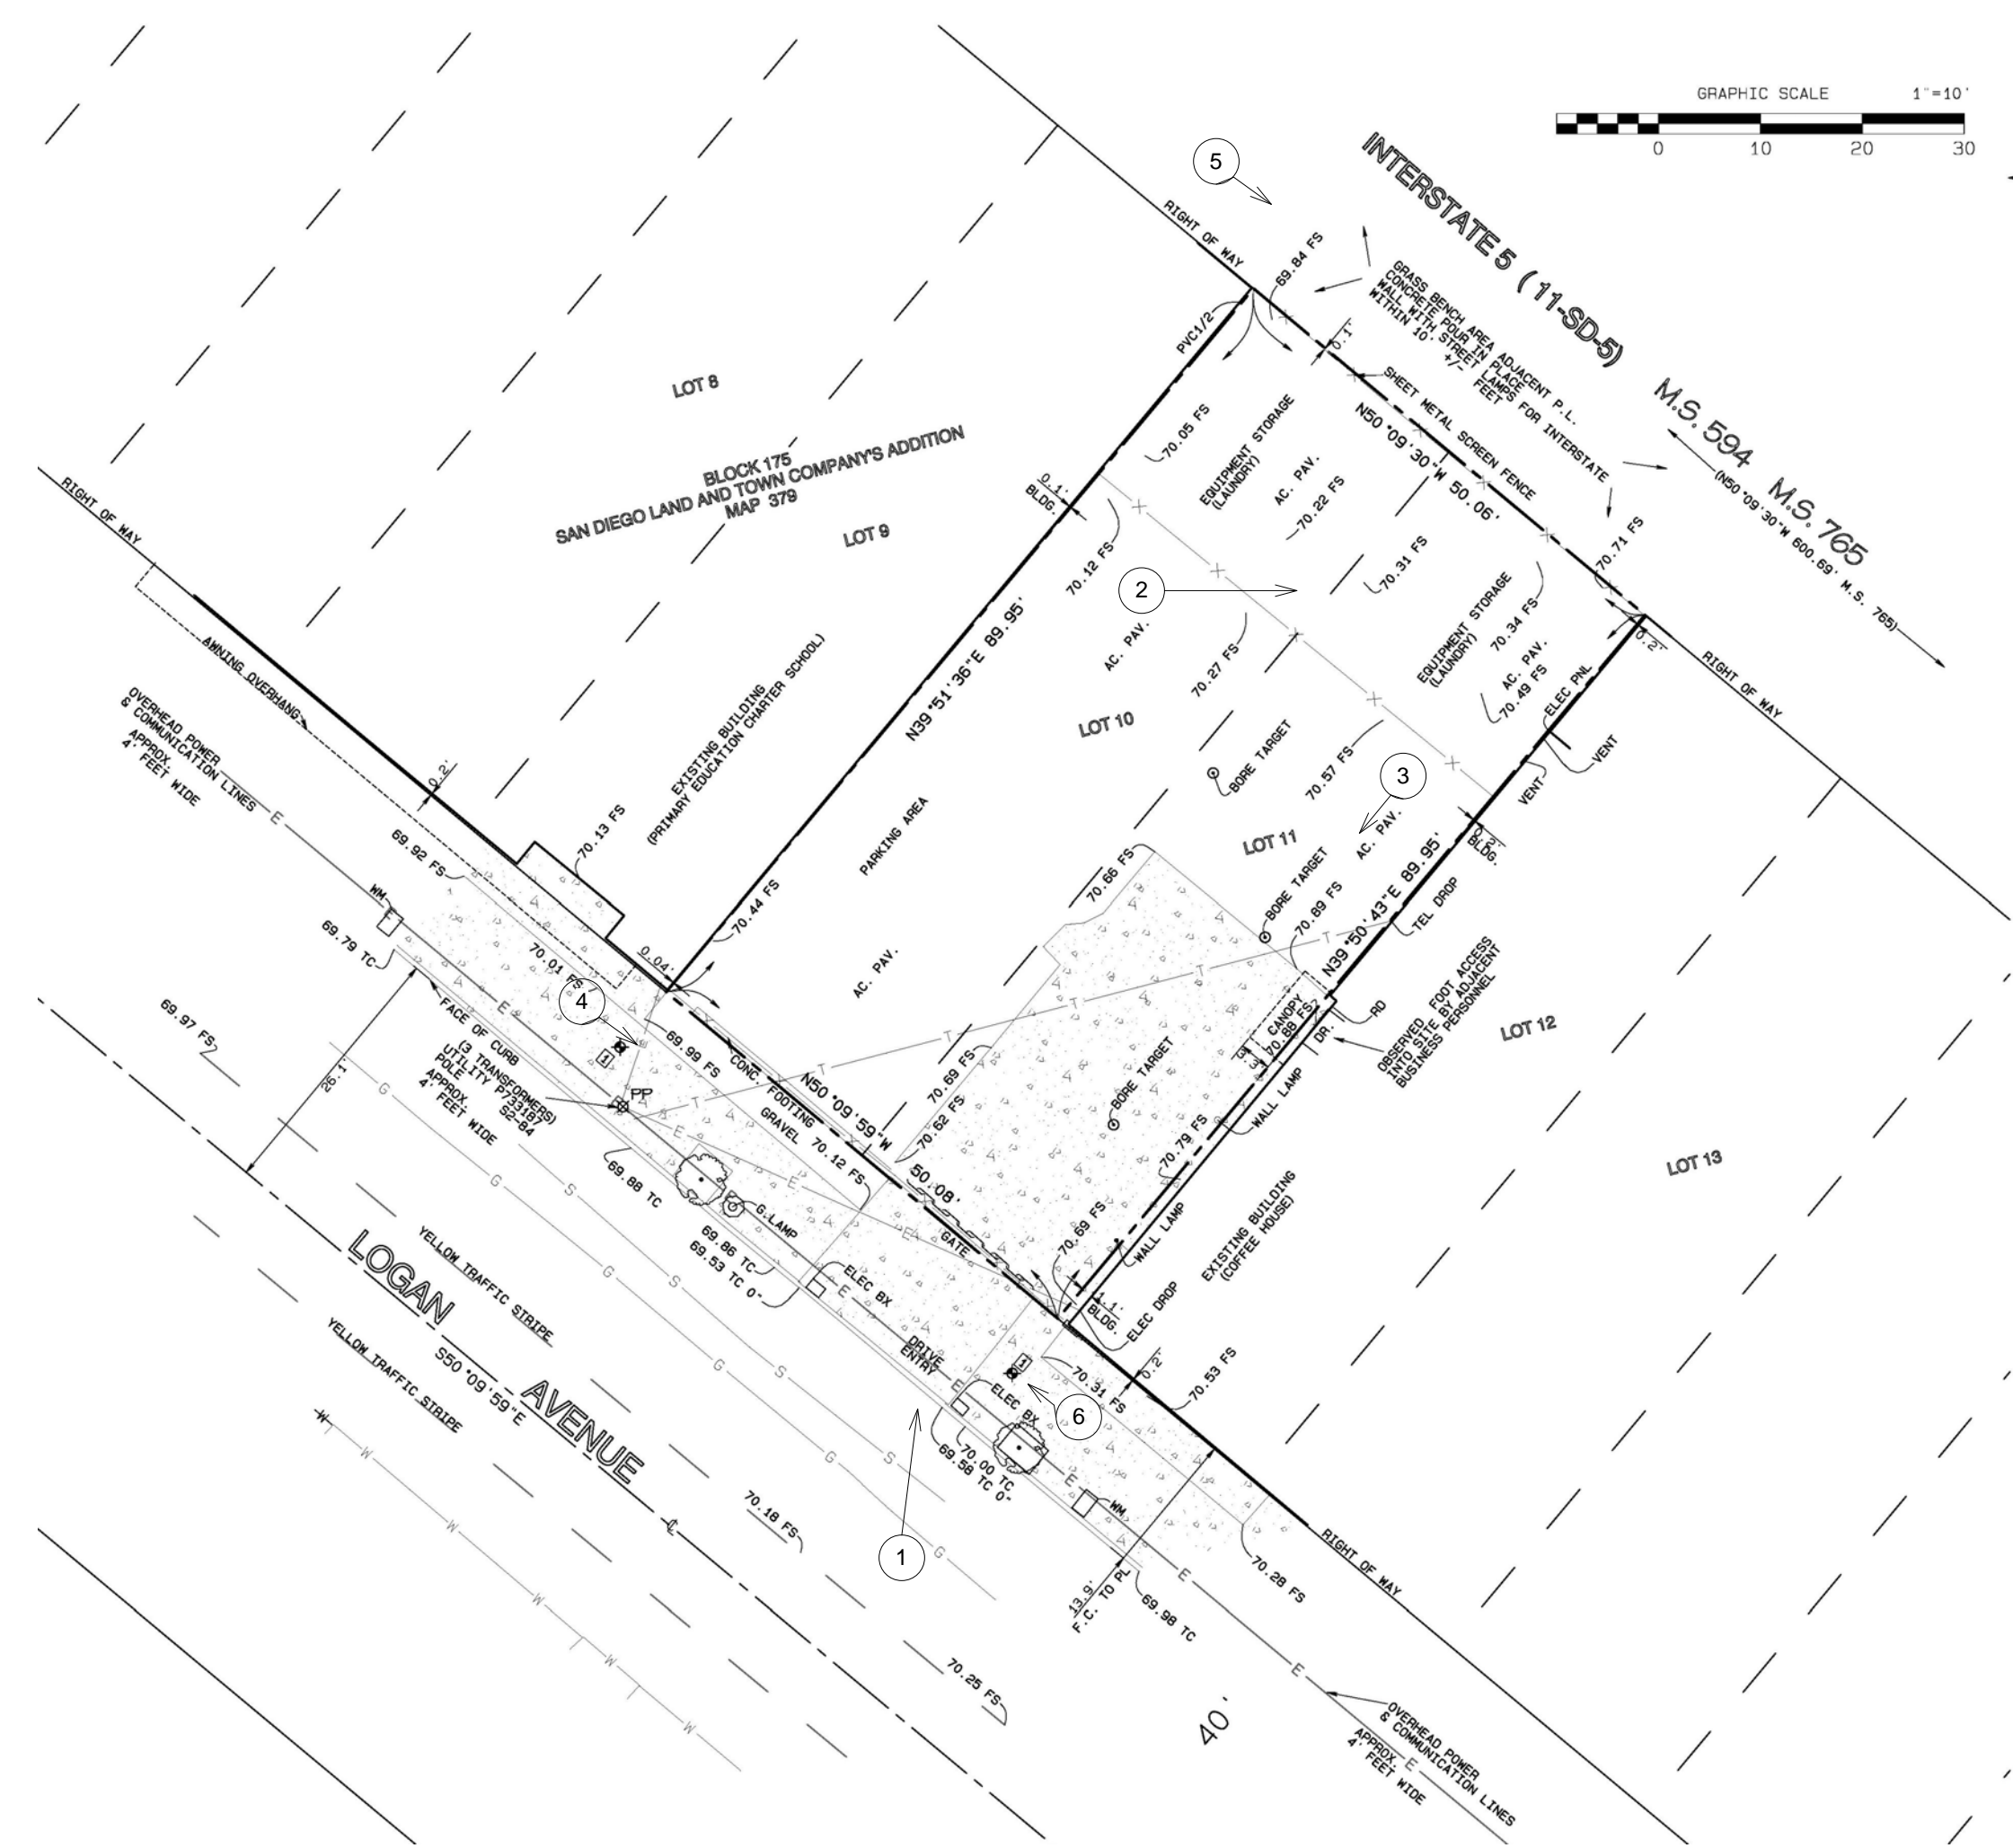 GRAPHIC SCALE 1"=10'
0 10 20 30
5
INTERSTATE 5 ( 11-SD-5)
RIGHT OF WAY
69.84 FS
GRASS BENCH AREA ADJACENT P.L.
CONCRETE POUR IN PLACE
WALL WITH STREET LAMPS FOR INTERSTATE
WITHIN 10' +/- FEET
PVC1/2
0.1'
SHEET METAL SCREEN FENCE
N50°09'30"W 50.06'
M.S. 594
M.S. 765
(N50°09'30"W 600.69' M.S. 765)
LOT 8
BLOCK 175
SAN DIEGO LAND AND TOWN COMPANY'S ADDITION
MAP 379
LOT 9
70.05 FS
EQUIPMENT STORAGE
(LAUNDRY)
AC. PAV.
70.22 FS
0.1'
BLDG.
70.12 FS
70.31 FS
70.71 FS
2
RIGHT OF WAY
N39°51'36"E 89.95'
AC. PAV.
70.27 FS
EQUIPMENT STORAGE
(LAUNDRY)
70.34 FS
AC. PAV.
70.49 FS
0.2'
ELEC PNL
RIGHT OF WAY
AWNING OVERHANG
OVERHEAD POWER
& COMMUNICATION LINES
APPROX.
4' FEET WIDE
EXISTING BUILDING
(PRIMARY EDUCATION CHARTER SCHOOL)
LOT 10
BORE TARGET
70.57 FS
3
VENT
VENT
0.2'
70.13 FS
PARKING AREA
LOT 11
AC. PAV.
0.2'
BLDG.
69.92 FS
WM
70.44 FS
70.66 FS
BORE TARGET
70.89 FS
N39°50'43"E 89.95'
TEL DROP
69.79 TC
70.01 FS
0.04'
AC. PAV.
4
69.97 FS
26.1'
FACE OF CURB
(3 TRANSFORMERS)
UTILITY P733187
POLE S2-84
APPROX.
4' FEET WIDE
1
PP
69.99 FS
CONC. FOOTING
GRAVEL
N50°09'59"W 50.08'
70.12 FS
70.69 FS
70.62 FS
BORE TARGET
CANOPY
70.88 FS
3.3'
DR.
RD
OBSERVED FOOT ACCESS
INTO SITE BY ADJACENT
BUSINESS PERSONNEL
LOT 12
LOT 13
WALL LAMP
70.79 FS
69.88 TC
G.LAMP
69.86 TC
69.53 TC 0"
ELEC BX
GATE
70.69 FS
WALL LAMP
EXISTING BUILDING
(COFFEE HOUSE)
1.1'
BLDG.
ELEC DROP
DRIVE
ENTRY
LOGAN AVENUE
S50°09'59"E
YELLOW TRAFFIC STRIPE
YELLOW TRAFFIC STRIPE
1
ELEC BX
70.31 FS
6
0.2'
70.53 FS
70.00 TC
69.58 TC 0"
WM
70.18 FS
1
13.9'
F.C. TO PL
69.98 TC
70.28 FS
RIGHT OF WAY
70.25 FS
40'
OVERHEAD POWER
& COMMUNICATION LINES
APPROX.
4' FEET WIDE